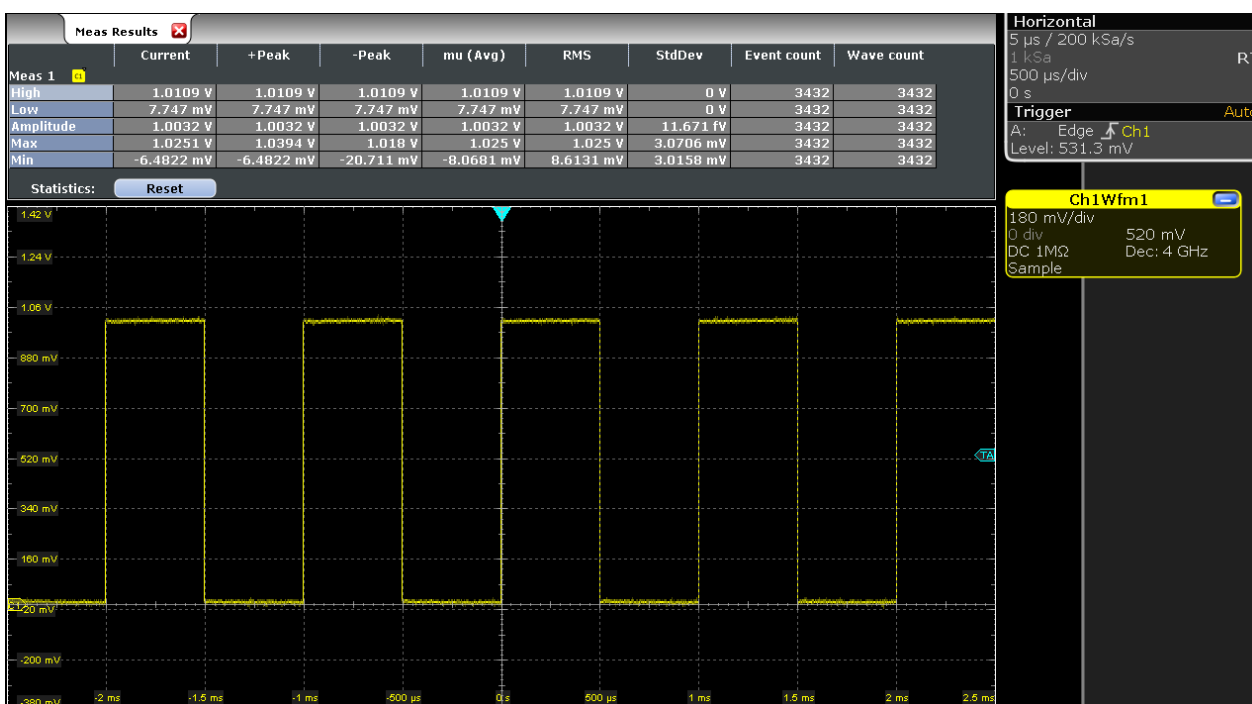 Meas Results
Current +Peak -Peak mu (Avg) RMS StdDev Event count Wave count
Meas 1 C1
High 1.0109 V 1.0109 V 1.0109 V 1.0109 V 1.0109 V 0 V 3432 3432
Low 7.747 mV 7.747 mV 7.747 mV 7.747 mV 7.747 mV 0 V 3432 3432
Amplitude 1.0032 V 1.0032 V 1.0032 V 1.0032 V 1.0032 V 11.671 fV 3432 3432
Max 1.0251 V 1.0394 V 1.018 V 1.025 V 1.025 V 3.0706 mV 3432 3432
Min -6.4822 mV -6.4822 mV -20.711 mV -8.0681 mV 8.6131 mV 3.0158 mV 3432 3432
Statistics: Reset
1.42 V
1.24 V
1.06 V
880 mV
700 mV
520 mV
TA
340 mV
160 mV
C1
-20 mV
-200 mV
-380 mV
-2 ms -1.5 ms -1 ms -500 µs 0 s 500 µs 1 ms 1.5 ms 2 ms 2.5 ms
Horizontal
5 µs / 200 kSa/s
1 kSa
500 µs/div
0 s
Trigger Auto
A: Edge Ch1
Level: 531.3 mV
Ch1Wfm1
180 mV/div
0 div 520 mV
DC 1MΩ Dec: 4 GHz
Sample